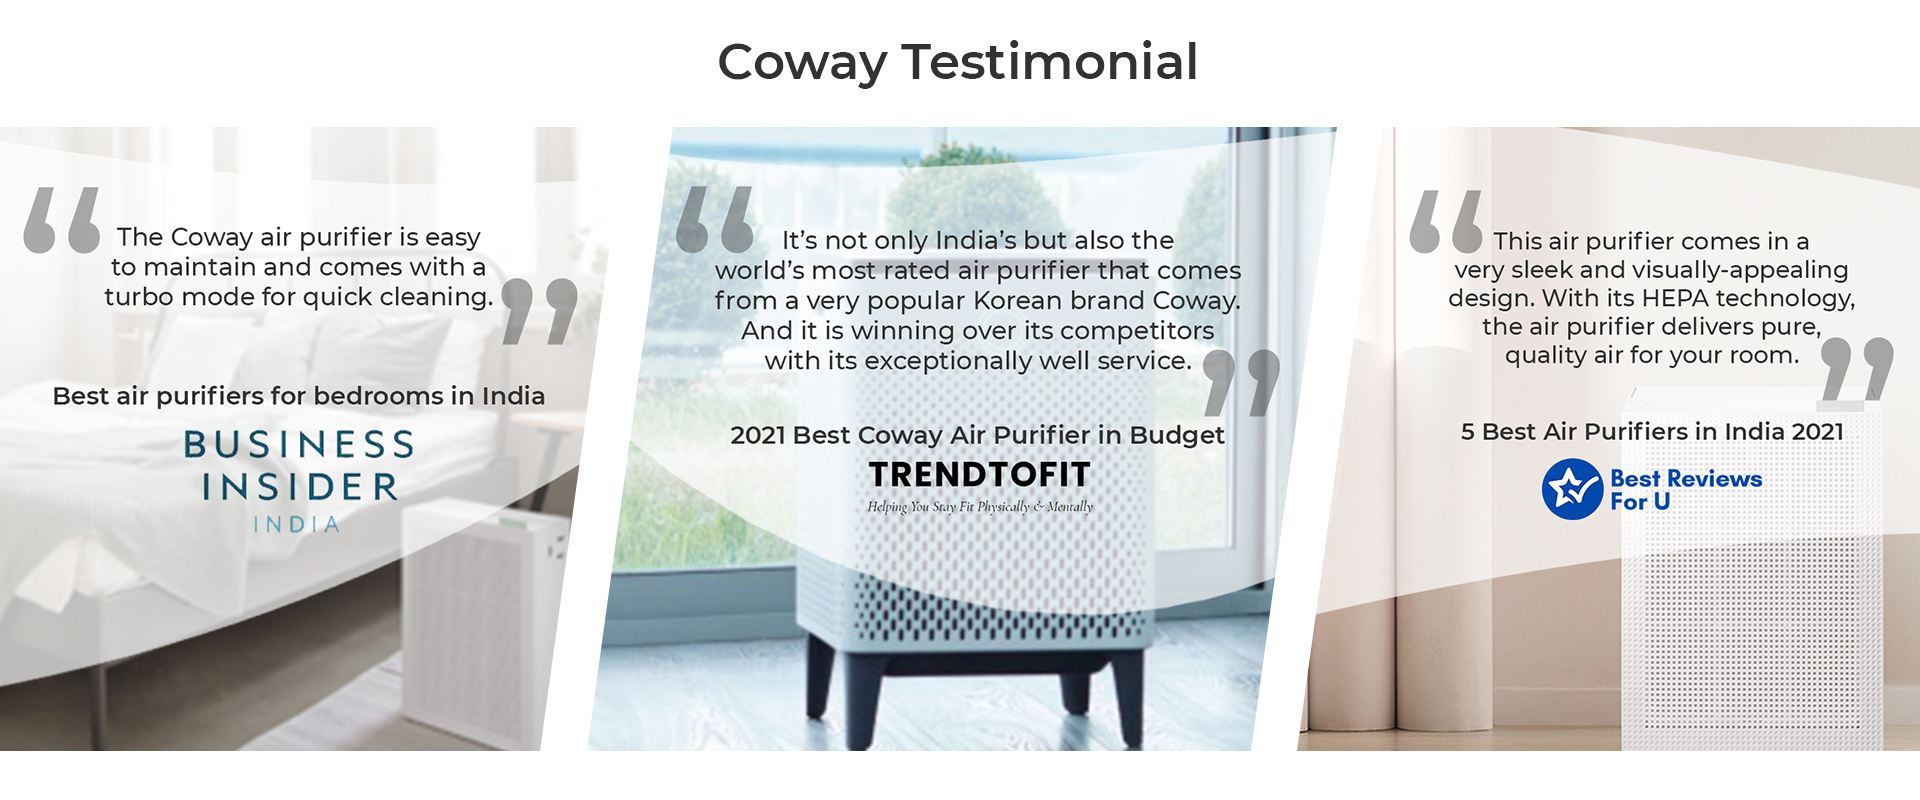 Coway Testimonial
“
The Coway air purifier is easy
to maintain and comes with a
turbo mode for quick cleaning.
”
Best air purifiers for bedrooms in India
BUSINESS
INSIDER
INDIA
“
It’s not only India’s but also the
world’s most rated air purifier that comes
from a very popular Korean brand Coway.
And it is winning over its competitors
with its exceptionally well service.
”
2021 Best Coway Air Purifier in Budget
TRENDTOFIT
Helping You Stay Fit Physically & Mentally
“
This air purifier comes in a
very sleek and visually-appealing
design. With its HEPA technology,
the air purifier delivers pure,
quality air for your room.
”
5 Best Air Purifiers in India 2021
Best Reviews
For U